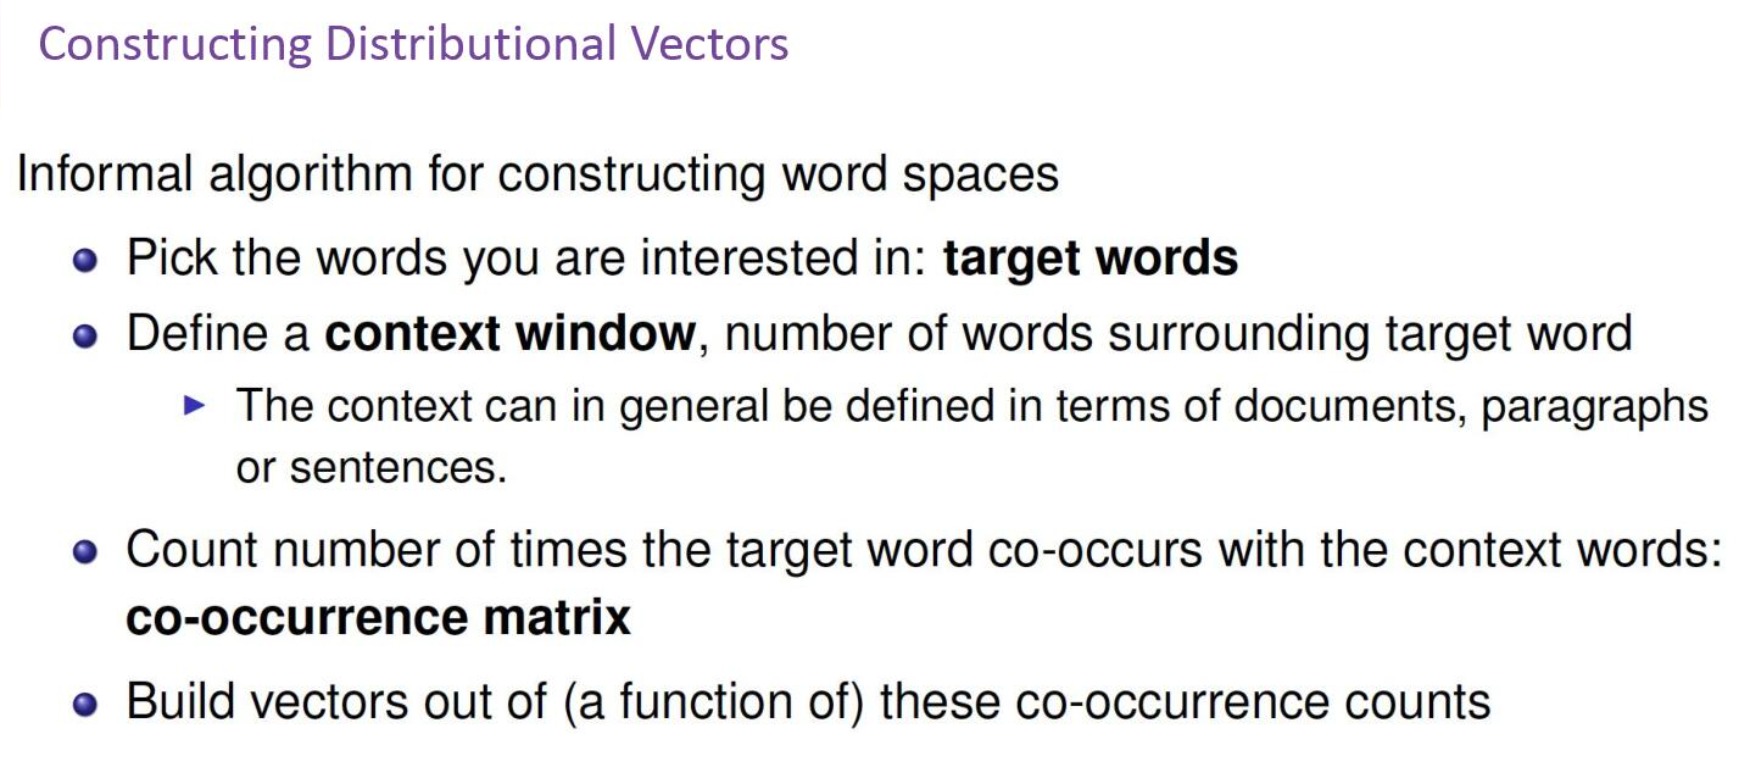 Constructing Distributional Vectors
Informal algorithm for constructing word spaces
Pick the words you are interested in: target words
Define a context window, number of words surrounding target word
The context can in general be defined in terms of documents, paragraphs
or sentences.
Count number of times the target word co-occurs with the context words:
co-occurrence matrix
Build vectors out of (a function of) these co-occurrence counts